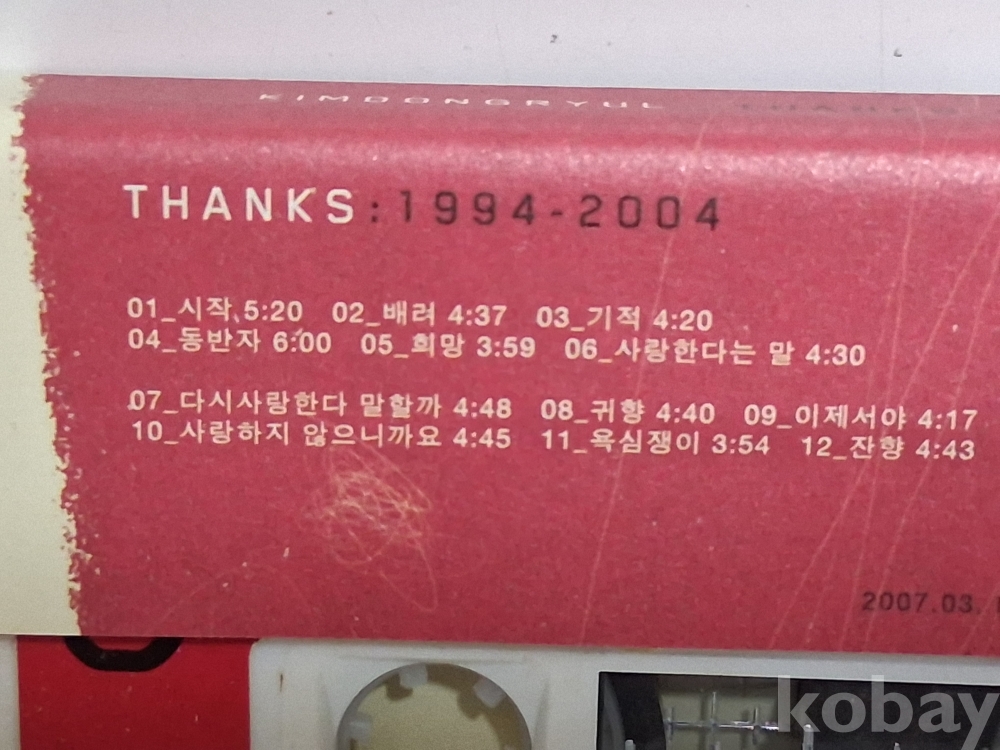 KIMDONGRYUL
THANKS:1994-2004
01_시작 5:20 02_배려 4:37 03_기적 4:20
04_동반자 6:00 05_희망 3:59 06_사랑한다는 말 4:30
07_다시사랑한다 말할까 4:48 08_귀향 4:40 09_이제서야 4:17
10_사랑하지 않으니까요 4:45 11_욕심쟁이 3:54 12_잔향 4:43
2007.03.
kobay